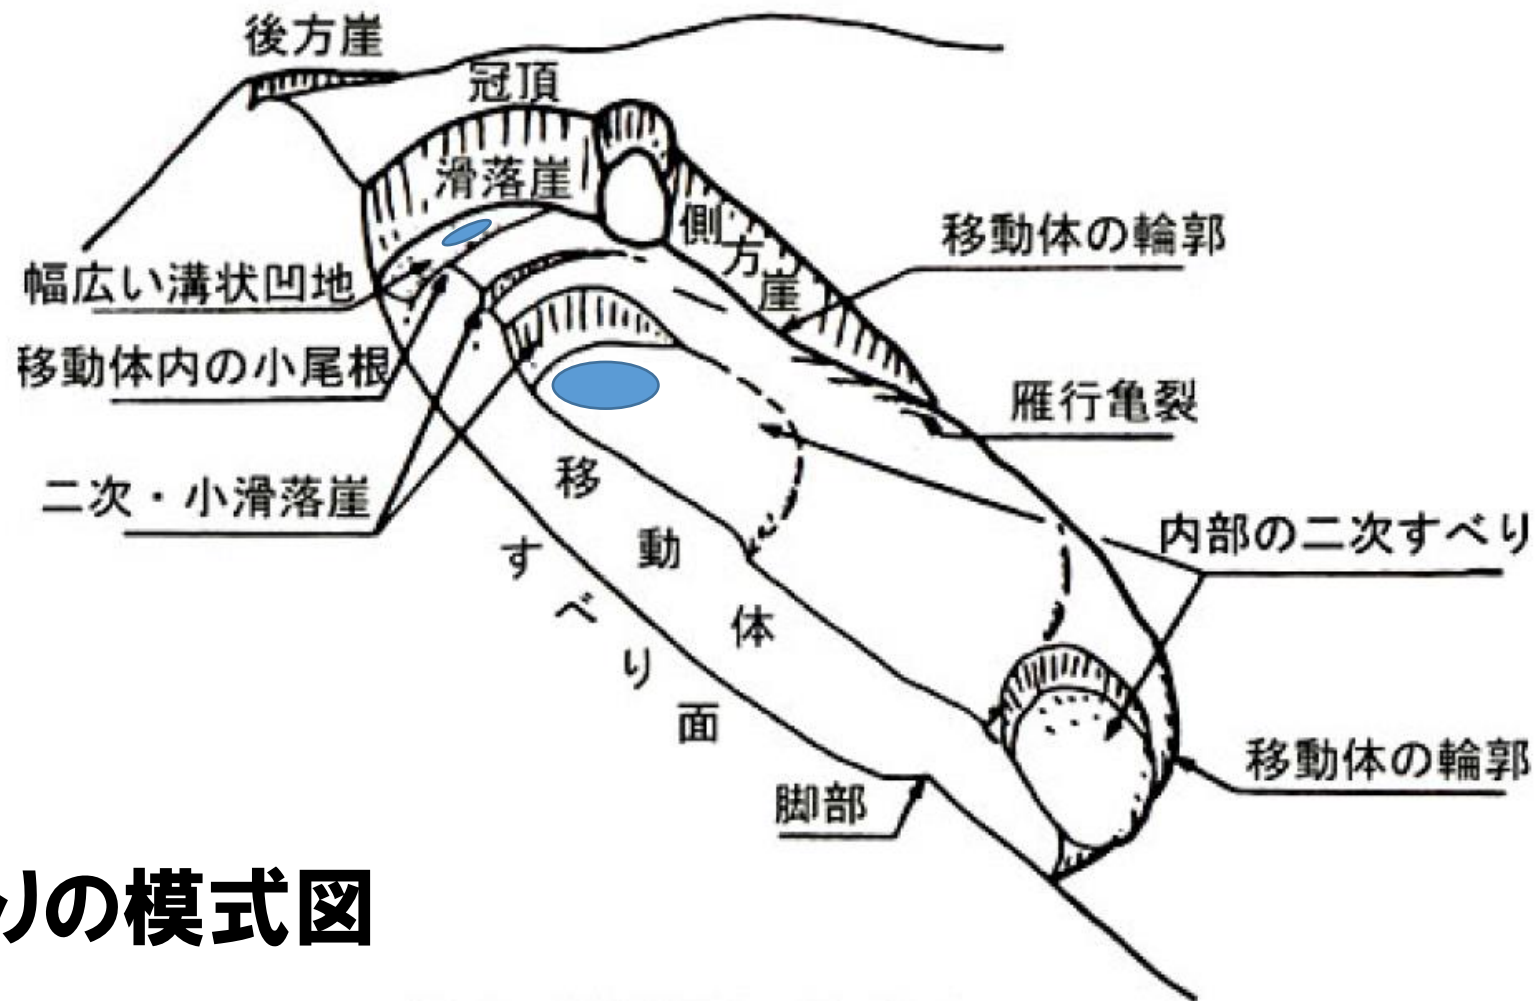 後方崖
冠頂
滑落崖
側方崖
移動体の輪郭
幅広い溝状凹地
移動体内の小尾根
雁行亀裂
二次・小滑落崖
移動体
すべり面
内部の二次すべり
移動体の輪郭
脚部
りの模式図